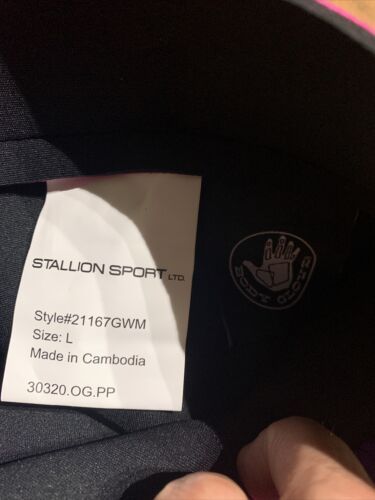 STALLION SPORT LTD.
Style#21167GWM
Size: L
Made in Cambodia
30320.OG.PP
BODY GLOVE